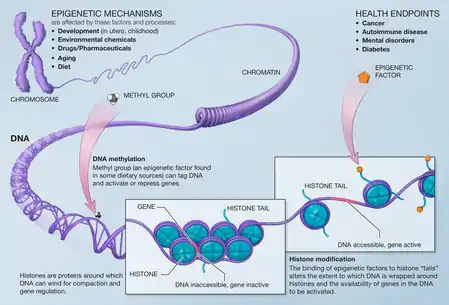 EPIGENETIC MECHANISMS
are affected by these factors and processes:
• Development (in utero, childhood)
• Environmental chemicals
• Drugs/Pharmaceuticals
• Aging
• Diet
HEALTH ENDPOINTS
• Cancer
• Autoimmune disease
• Mental disorders
• Diabetes
EPIGENETIC
FACTOR
CHROMATIN
CHROMOSOME
METHYL GROUP
DNA
DNA methylation
Methyl group (an epigenetic factor found
in some dietary sources) can tag DNA
and activate or repress genes.
HISTONE TAIL
GENE
HISTONE TAIL
DNA accessible, gene active
HISTONE
DNA inaccessible, gene inactive
Histones are proteins around which
DNA can wind for compaction and
gene regulation.
Histone modification
The binding of epigenetic factors to histone “tails”
alters the extent to which DNA is wrapped around
histones and the availability of genes in the DNA
to be activated.